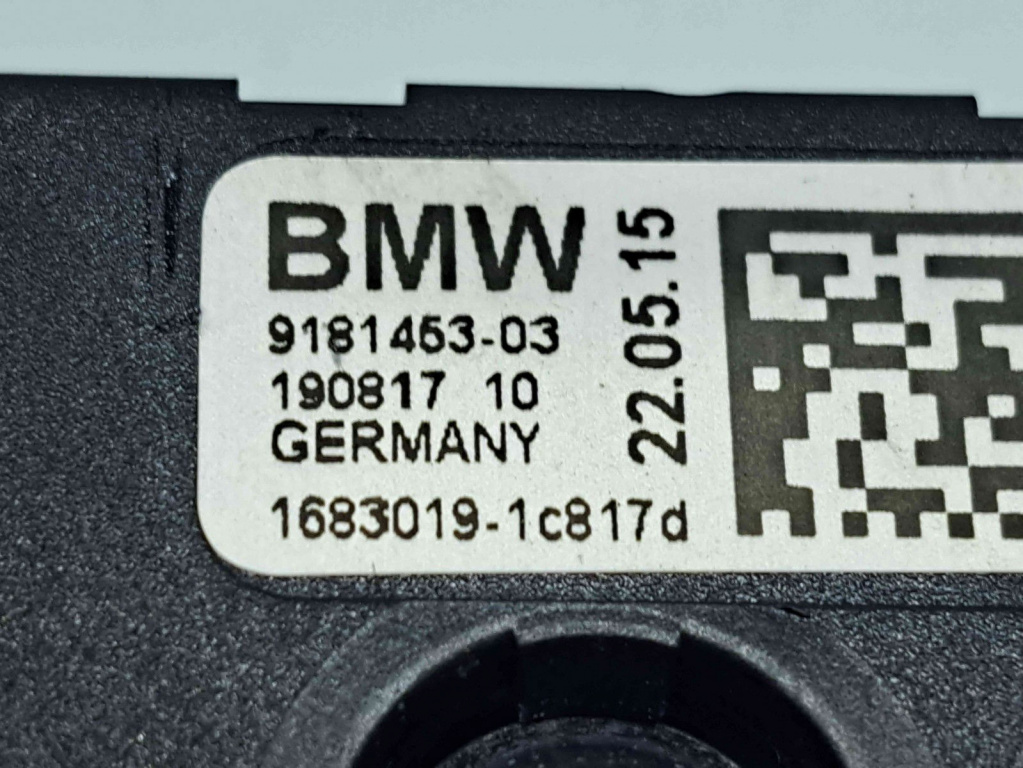 BMW
9181453-03
190817 10
GERMANY
1683019-1c817d
22.05.15